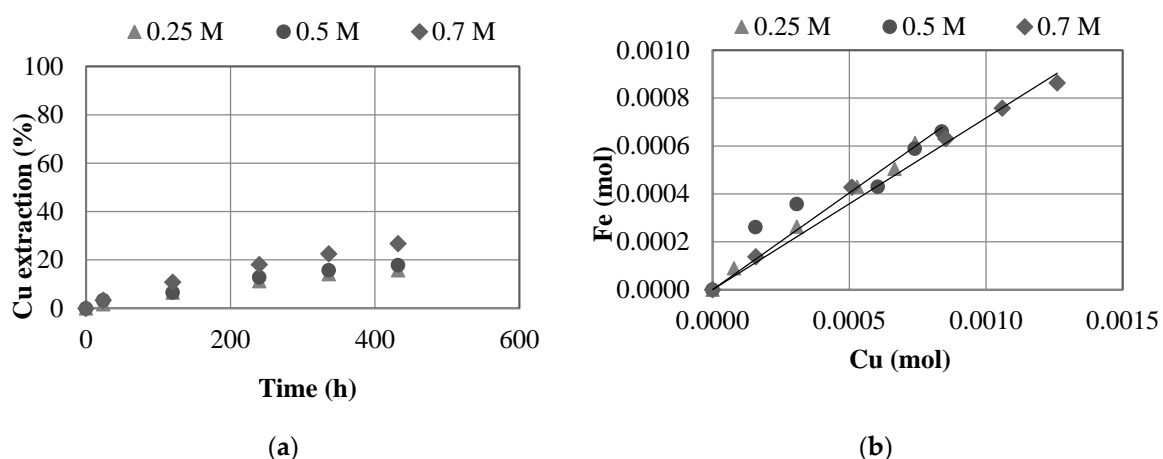 0.25 M 0.5 M 0.7 M
Cu extraction (%)
100
80
60
40
20
0
0 200 400 600
Time (h)
(a)
0.25 M 0.5 M 0.7 M
Fe (mol)
0.0010
0.0008
0.0006
0.0004
0.0002
0.0000
0.0000 0.0005 0.0010 0.0015
Cu (mol)
(b)